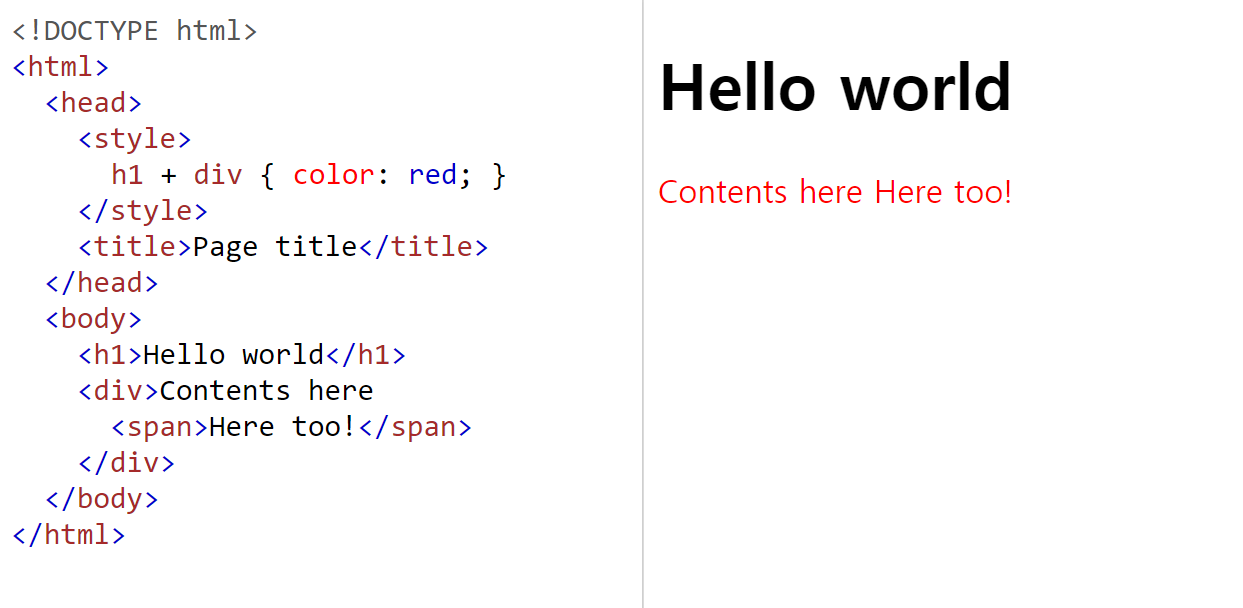 <!DOCTYPE html>
<html>
  <head>
    <style>
      h1 + div { color: red; }
    </style>
    <title>Page title</title>
  </head>
  <body>
    <h1>Hello world</h1>
    <div>Contents here
      <span>Here too!</span>
    </div>
  </body>
</html>
Hello world
Contents here Here too!